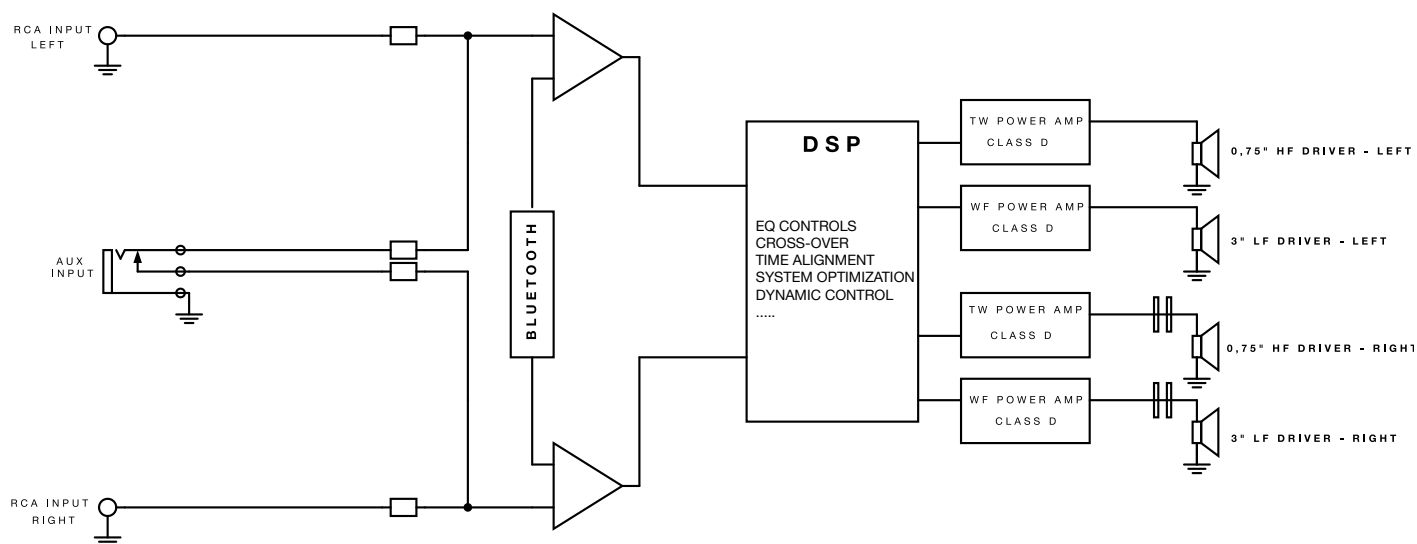 RCA INPUT
LEFT
AUX
INPUT
RCA INPUT
RIGHT
BLUETOOTH
DSP
EQ CONTROLS
CROSS-OVER
TIME ALIGNMENT
SYSTEM OPTIMIZATION
DYNAMIC CONTROL
.....
TW POWER AMP
CLASS D
WF POWER AMP
CLASS D
TW POWER AMP
CLASS D
WF POWER AMP
CLASS D
0,75" HF DRIVER - LEFT
3" LF DRIVER - LEFT
0,75" HF DRIVER - RIGHT
3" LF DRIVER - RIGHT